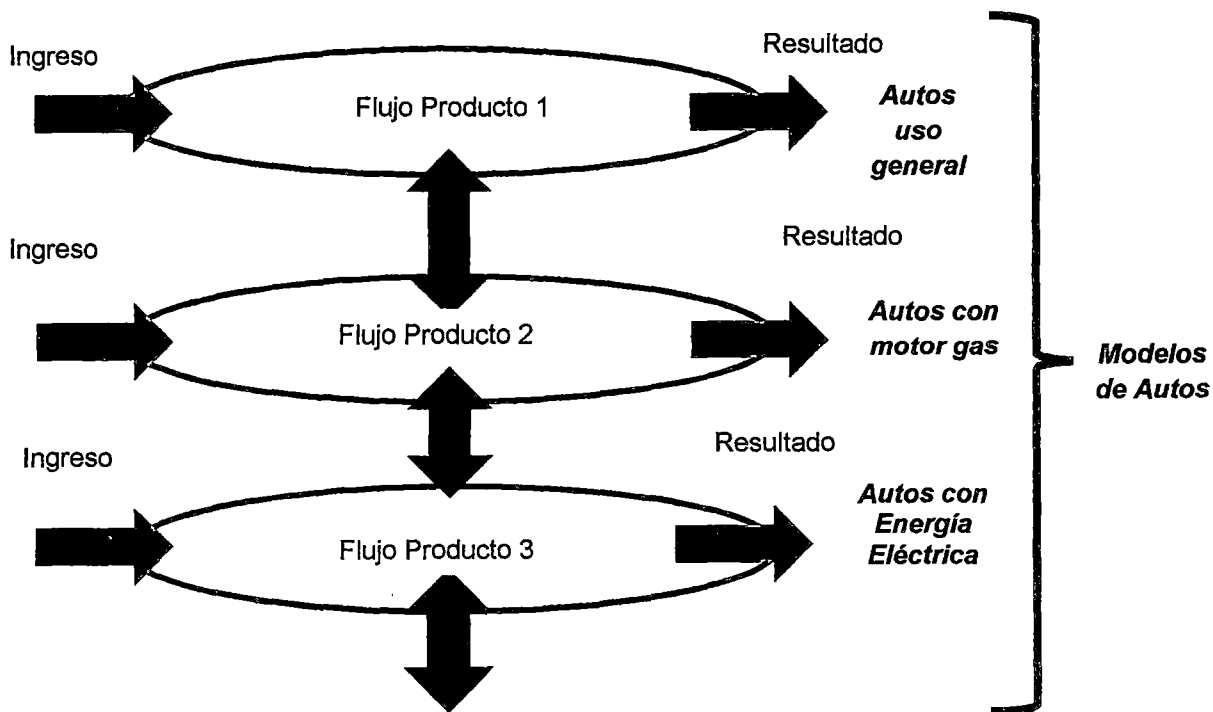 Ingreso
Resultado
Flujo Producto 1
Autos
uso
general
Ingreso
Resultado
Flujo Producto 2
Autos con
motor gas
Modelos
de Autos
Ingreso
Resultado
Flujo Producto 3
Autos con
Energía
Eléctrica